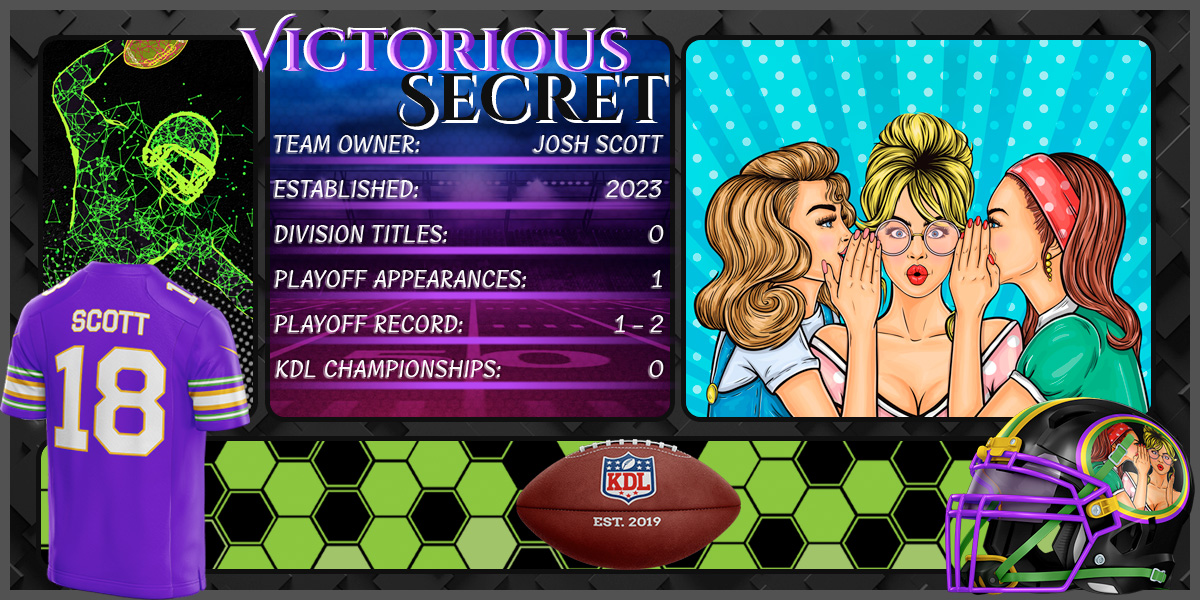 Victorious
Secret
TEAM OWNER: JOSH SCOTT
ESTABLISHED: 2023
DIVISION TITLES: 0
PLAYOFF APPEARANCES: 1
PLAYOFF RECORD: 1 – 2
KDL CHAMPIONSHIPS: 0
SCOTT
18
KDL
EST. 2019